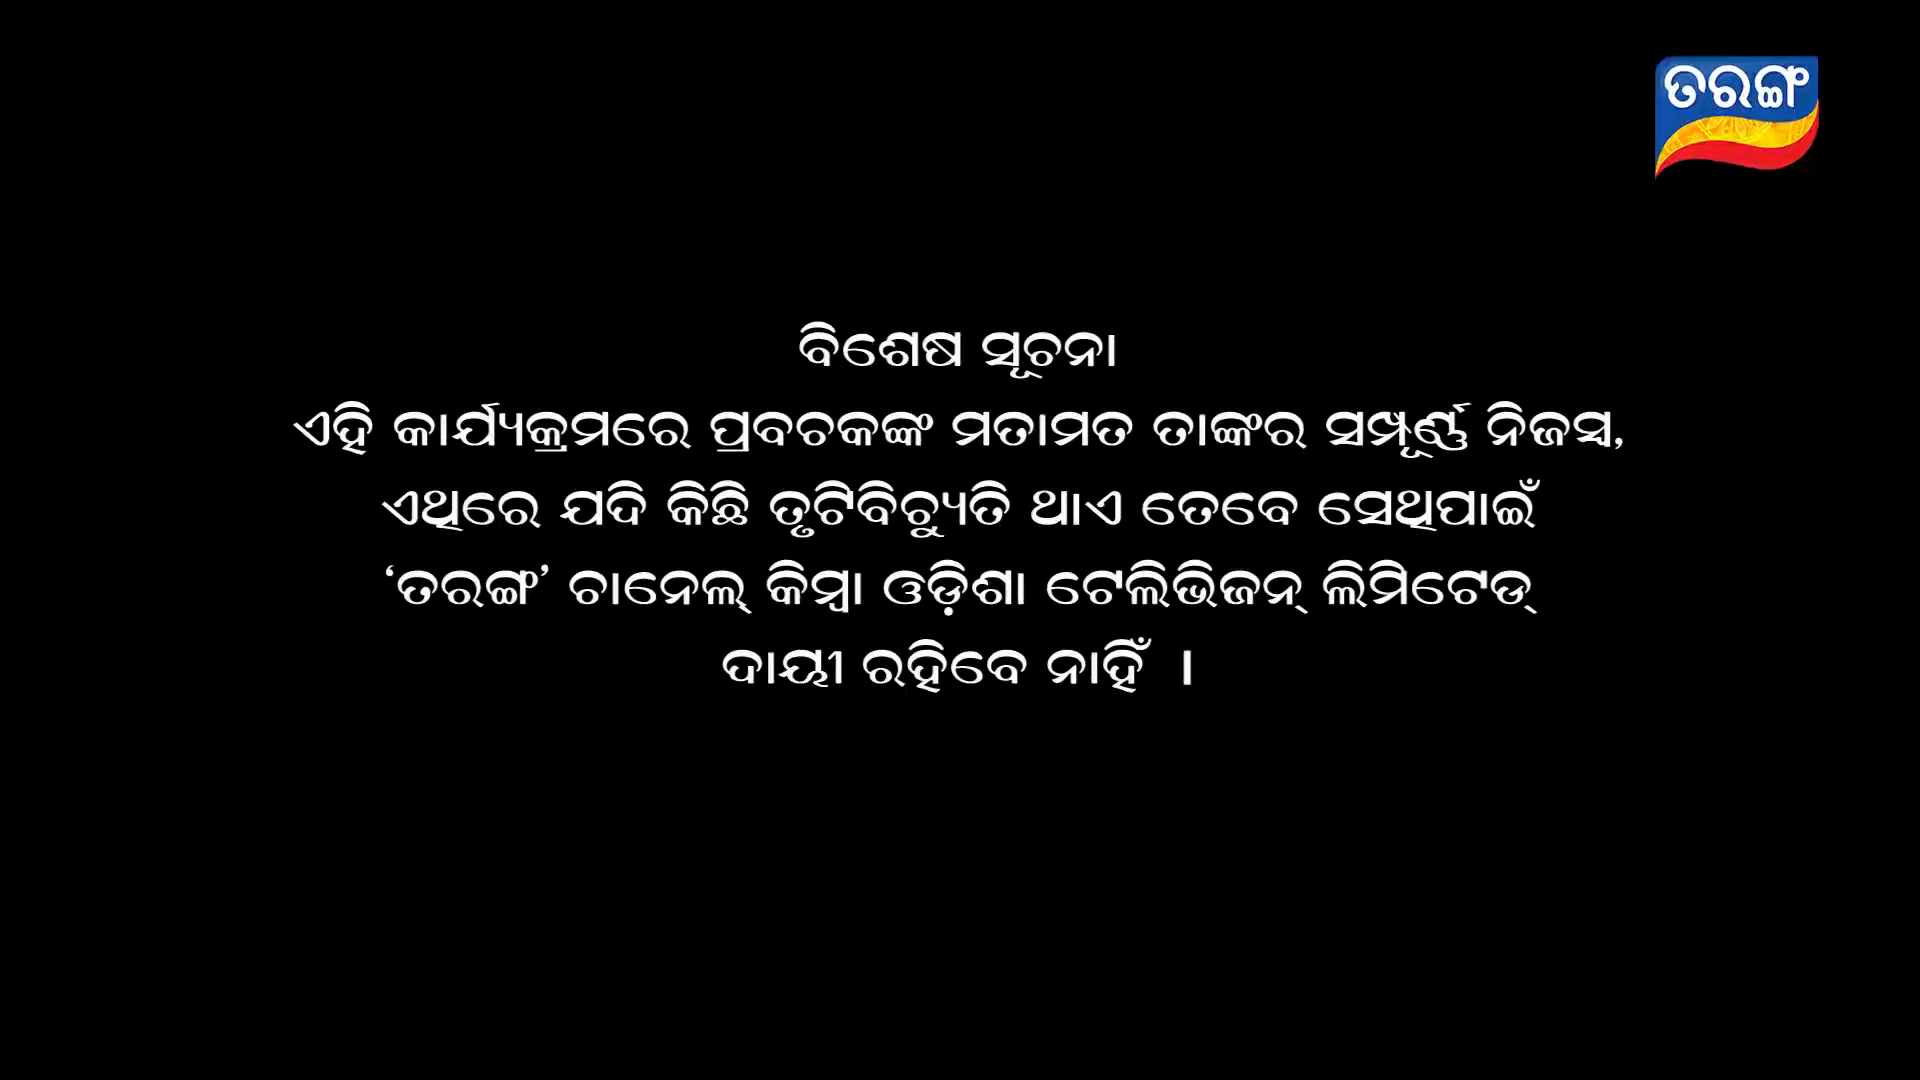 ତରଙ୍ଗ
ବିଶେଷ ସୂଚନା
ଏହି କାର୍ଯ୍ୟକ୍ରମରେ ପ୍ରବଚକଙ୍କ ମତାମତ ତାଙ୍କର ସମ୍ପୂର୍ଣ୍ଣ ନିଜସ୍ୱ,
ଏଥିରେ ଯଦି କିଛି ତୃଟିବିଚ୍ୟୁତି ଥାଏ ତେବେ ସେଥିପାଇଁ
‘ତରଙ୍ଗ’ ଚାନେଲ୍ କିମ୍ବା ଓଡ଼ିଶା ଟେଲିଭିଜନ୍ ଲିମିଟେଡ୍
ଦାୟୀ ରହିବେ ନାହିଁ ।